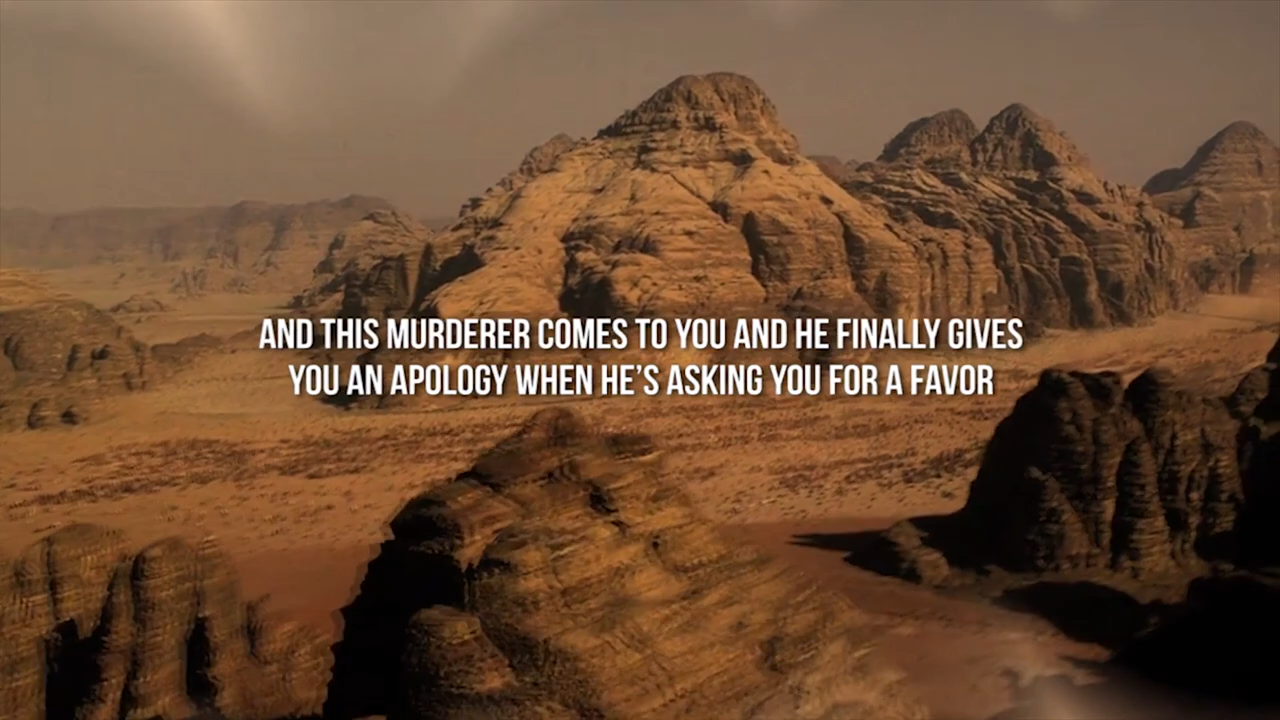 AND THIS MURDERER COMES TO YOU AND HE FINALLY GIVES
YOU AN APOLOGY WHEN HE'S ASKING YOU FOR A FAVOR